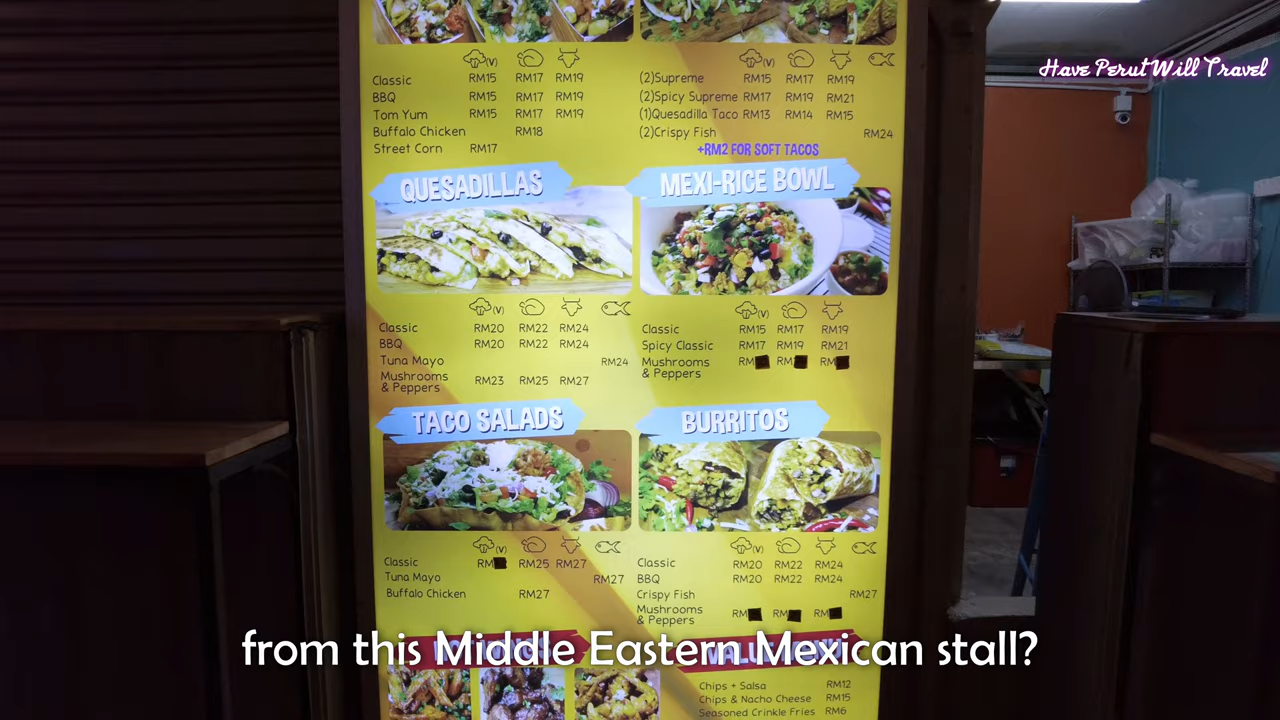 Have Perut Will Travel
(V)
Classic RM15 RM17 RM19
BBQ RM15 RM17 RM19
Tom Yum RM15 RM17 RM19
Buffalo Chicken RM18
Street Corn RM17
(V)
(2)Supreme RM15 RM17 RM19
(2)Spicy Supreme RM17 RM19 RM21
(1)Quesadilla Taco RM13 RM14 RM15
(2)Crispy Fish RM24
+RM2 FOR SOFT TACOS
QUESADILLAS
(V)
Classic RM20 RM22 RM24
BBQ RM20 RM22 RM24
Tuna Mayo RM24
Mushrooms
& Peppers RM23 RM25 RM27
MEXI-RICE BOWL
(V)
Classic RM15 RM17 RM19
Spicy Classic RM17 RM19 RM21
Mushrooms RM RM RM
& Peppers
TACO SALADS
(V)
Classic RM RM25 RM27
Tuna Mayo RM27
Buffalo Chicken RM27
BURRITOS
(V)
Classic RM20 RM22 RM24
BBQ RM20 RM22 RM24
Crispy Fish RM27
Mushrooms RM RM RM
& Peppers
from this Middle Eastern Mexican stall?
Chips + Salsa RM12
Chips & Nacho Cheese RM15
Seasoned Crinkle Fries RM6